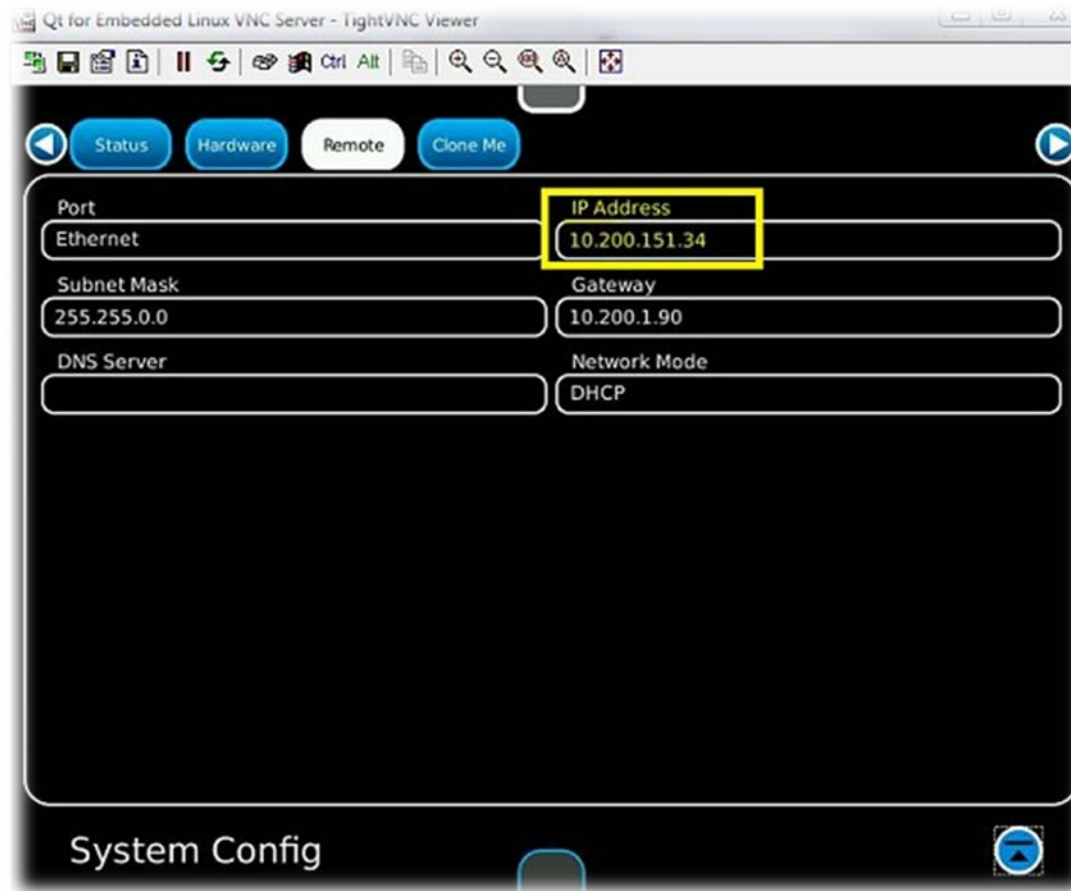 Qt for Embedded Linux VNC Server - TightVNC Viewer
Ctrl Alt
Status Hardware Remote Clone Me
Port IP Address
Ethernet 10.200.151.34
Subnet Mask Gateway
255.255.0.0 10.200.1.90
DNS Server Network Mode
DHCP
System Config